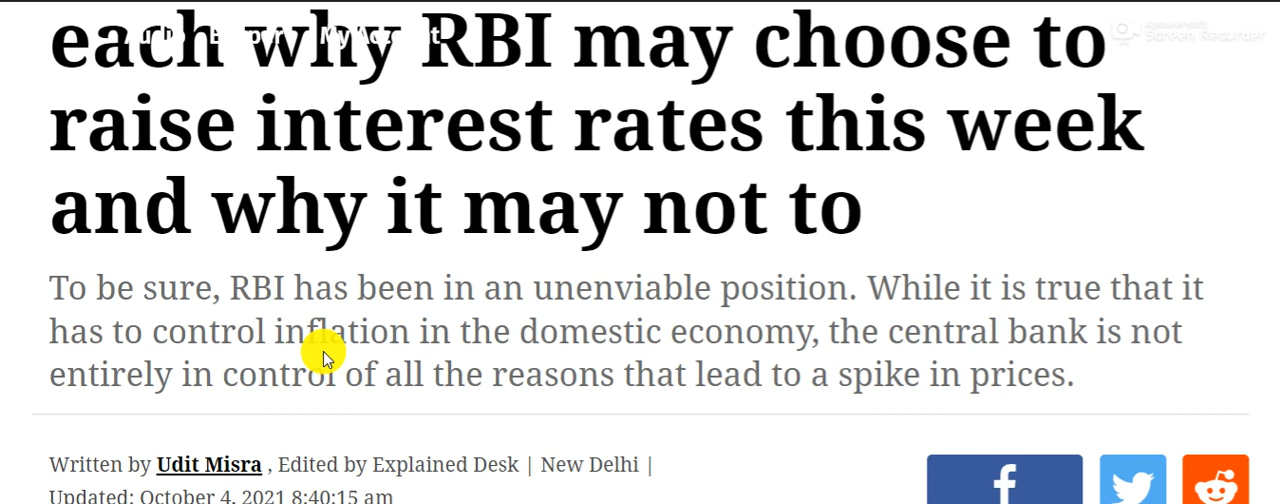 each why RBI may choose to
raise interest rates this week
and why it may not to
To be sure, RBI has been in an unenviable position. While it is true that it
has to control inflation in the domestic economy, the central bank is not
entirely in control of all the reasons that lead to a spike in prices.
Written by Udit Misra , Edited by Explained Desk | New Delhi |
Updated: October 4, 2021 8:40:15 am